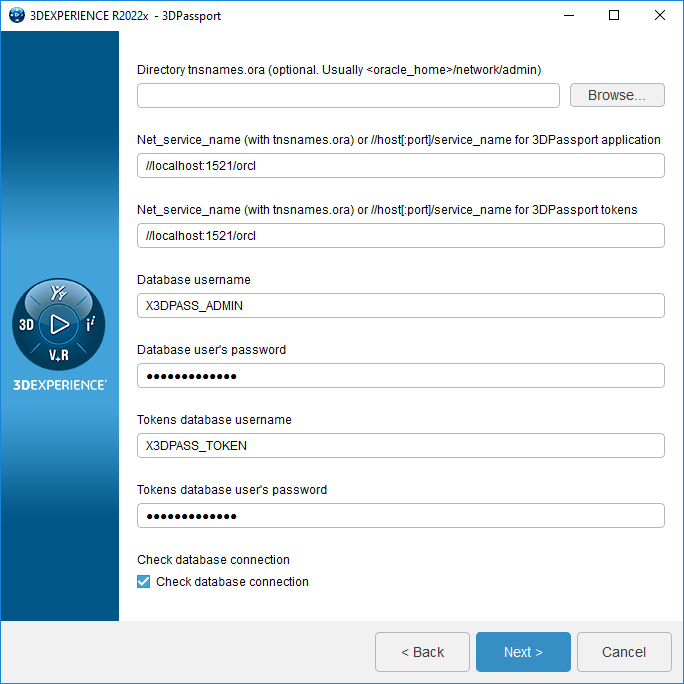 3DEXPERIENCE R2022x - 3DPassport
Directory tnsnames.ora (optional. Usually <oracle_home>/network/admin)
Browse...
Net_service_name (with tnsnames.ora) or //host[:port]/service_name for 3DPassport application
//localhost:1521/orcl
Net_service_name (with tnsnames.ora) or //host[:port]/service_name for 3DPassport tokens
//localhost:1521/orcl
Database username
X3DPASS_ADMIN
Database user's password
●●●●●●●●●●●●●
Tokens database username
X3DPASS_TOKEN
Tokens database user's password
●●●●●●●●●●●●●
Check database connection
Check database connection
3D
i²
V+R
3DEXPERIENCE
< Back
Next >
Cancel